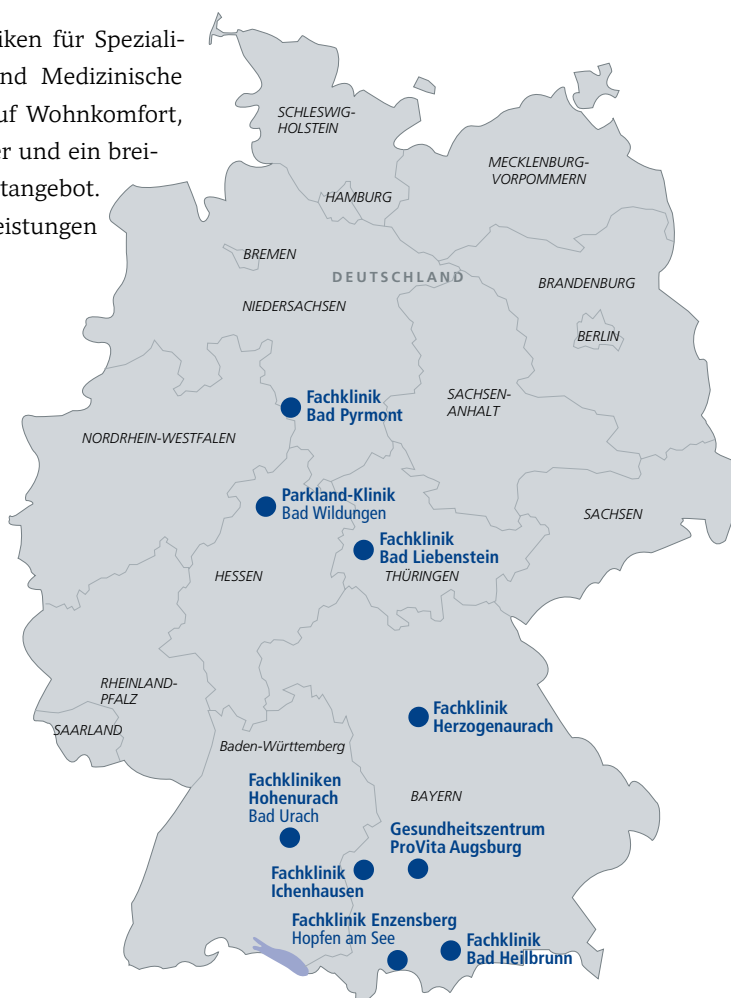 iken für Speziali-
nd Medizinische
uf Wohnkomfort,
er und ein brei-
tangebot.
eistungen
SCHLESWIG-
HOLSTEIN
MECKLENBURG-
VORPOMMERN
HAMBURG
BREMEN
DEUTSCHLAND
BRANDENBURG
NIEDERSACHSEN
BERLIN
SACHSEN-
ANHALT
Fachklinik
Bad Pyrmont
NORDRHEIN-WESTFALEN
Parkland-Klinik
Bad Wildungen
SACHSEN
Fachklinik
Bad Liebenstein
HESSEN
THÜRINGEN
RHEINLAND-
PFALZ
SAARLAND
Fachklinik
Herzogenaurach
Baden-Württemberg
Fachkliniken
Hohenurach
Bad Urach
BAYERN
Gesundheitszentrum
ProVita Augsburg
Fachklinik
Ichenhausen
Fachklinik Enzensberg
Hopfen am See
Fachklinik
Bad Heilbrunn